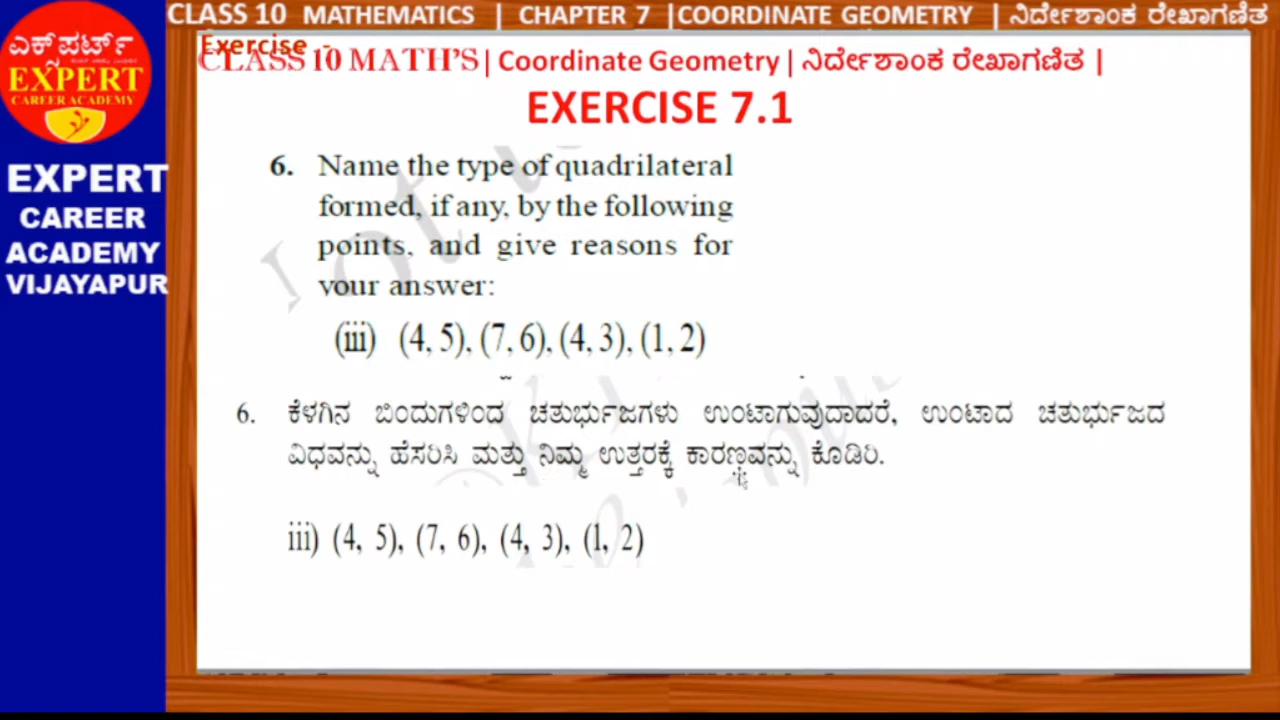 CLASS 10 MATHEMATICS | CHAPTER 7 |COORDINATE GEOMETRY | ನಿರ್ದೇಶಾಂಕ ರೇಖಾಗಣಿತ
ಎಕ್ಸ್‌ಪರ್ಟ್
EXPERT
CAREER ACADEMY
EXPERT
CAREER
ACADEMY
VIJAYAPUR
Exercise -
CLASS 10 MATH'S| Coordinate Geometry | ನಿರ್ದೇಶಾಂಕ ರೇಖಾಗಣಿತ |
EXERCISE 7.1
6. Name the type of quadrilateral
formed, if any, by the following
points, and give reasons for
your answer:
(iii) (4, 5), (7, 6), (4, 3), (1, 2)
6. ಕೆಳಗಿನ ಬಿಂದುಗಳಿಂದ ಚತುರ್ಭುಜಗಳು ಉಂಟಾಗುವುದಾದರೆ, ಉಂಟಾದ ಚತುರ್ಭುಜದ
ವಿಧವನ್ನು ಹೆಸರಿಸಿ ಮತ್ತು ನಿಮ್ಮ ಉತ್ತರಕ್ಕೆ ಕಾರಣವನ್ನು ಕೊಡಿರಿ.
iii) (4, 5), (7, 6), (4, 3), (1, 2)